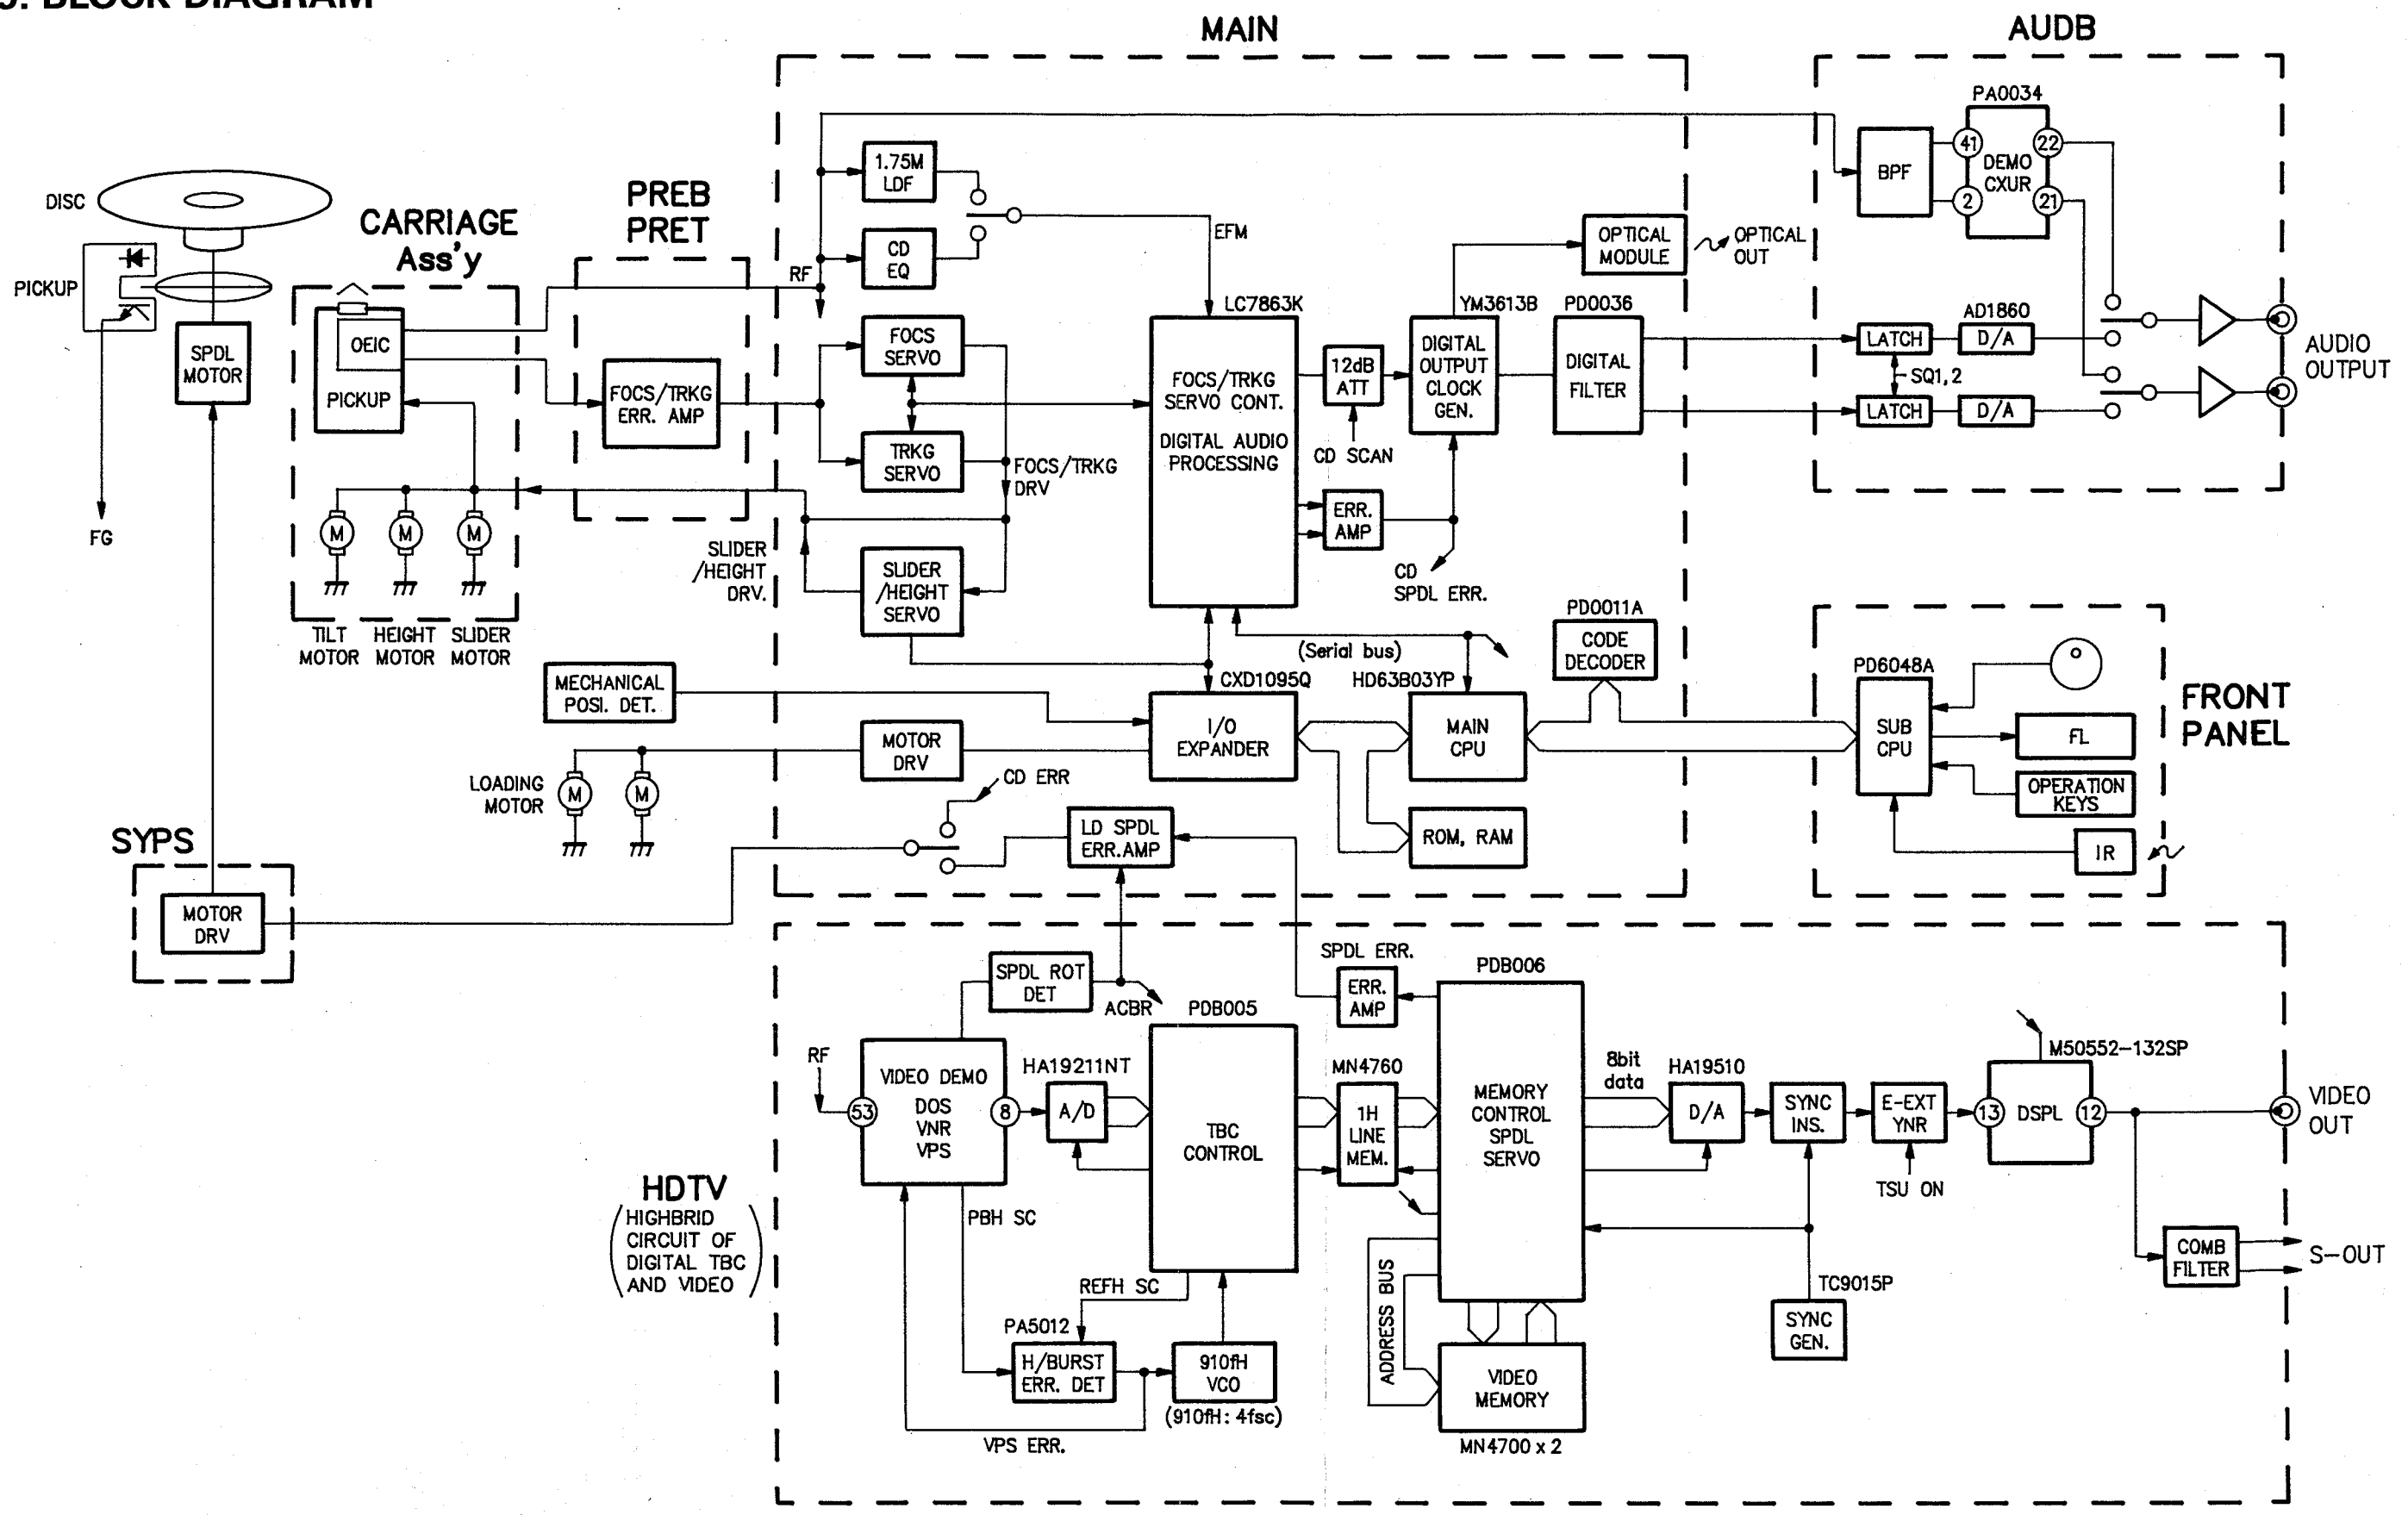 BLOCK DIAGRAM
MAIN
AUDB
DISC
PICKUP
SPDL
MOTOR
FG
CARRIAGE
Ass'y
OEIC
PICKUP
M
M
M
TILT
MOTOR
HEIGHT
MOTOR
SLIDER
MOTOR
PREB
PRET
FOCS/TRKG
ERR. AMP
RF
1.75M
LDF
CD
EQ
EFM
FOCS
SERVO
TRKG
SERVO
FOCS/TRKG
DRV
SLIDER
/HEIGHT
DRV.
SLIDER
/HEIGHT
SERVO
LC7863K
FOCS/TRKG
SERVO CONT.
DIGITAL AUDIO
PROCESSING
12dB
ATT
CD SCAN
ERR.
AMP
CD
SPDL ERR.
YM3613B
DIGITAL
OUTPUT
CLOCK
GEN.
OPTICAL
MODULE
OPTICAL
OUT
PD0036
DIGITAL
FILTER
BPF
PA0034
41
22
DEMO
CXUR
2
21
LATCH
AD1860
D/A
SQ1,2
LATCH
D/A
AUDIO
OUTPUT
MECHANICAL
POSI. DET.
MOTOR
DRV
LOADING
MOTOR
M
M
CXD1095Q
I/O
EXPANDER
(Serial bus)
HD63B03YP
MAIN
CPU
PD0011A
CODE
DECODER
ROM, RAM
CD ERR
LD SPDL
ERR.AMP
PD6048A
SUB
CPU
FL
OPERATION
KEYS
IR
FRONT
PANEL
SYPS
MOTOR
DRV
HDTV
(HIGHBRID
CIRCUIT OF
DIGITAL TBC
AND VIDEO)
SPDL ROT
DET
ACBR
RF
53
VIDEO DEMO
DOS
VNR
VPS
8
HA19211NT
A/D
PDB005
TBC
CONTROL
SPDL ERR.
ERR.
AMP
MN4760
1H
LINE
MEM.
PDB006
MEMORY
CONTROL
SPDL
SERVO
8bit
data
HA19510
D/A
SYNC
INS.
E-EXT
YNR
TSU ON
M50552-132SP
13
DSPL
12
VIDEO
OUT
COMB
FILTER
S-OUT
TC9015P
SYNC
GEN.
PBH SC
REFH SC
PA5012
H/BURST
ERR. DET
910fH
VCO
(910fH: 4fsc)
VPS ERR.
ADDRESS BUS
VIDEO
MEMORY
MN4700 x 2